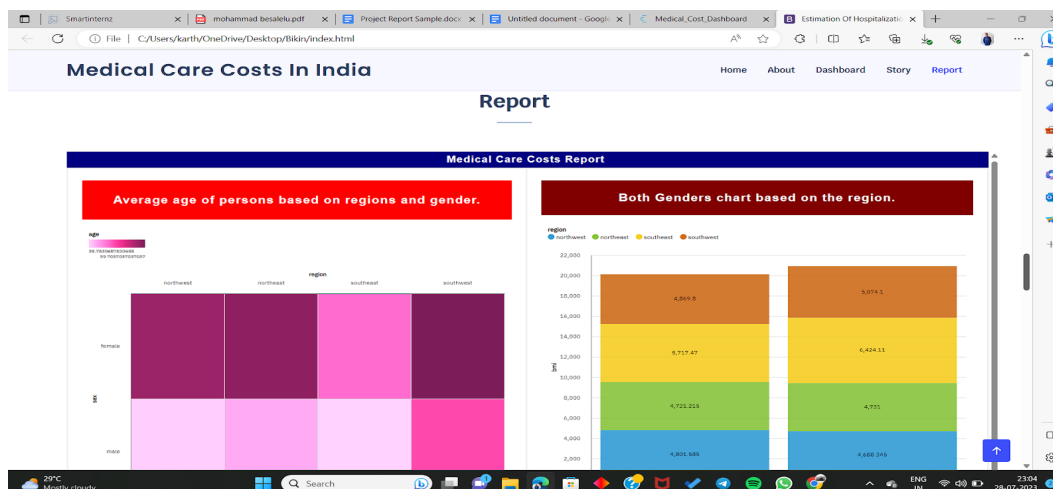 Smartinternz
mohammad besalelu.pdf
Project Report Sample.docx
Untitled document - Google
Medical_Cost_Dashboard
Estimation Of Hospitalizatio
File
C:/Users/karth/OneDrive/Desktop/Bikin/index.html
Medical Care Costs In India
Home
About
Dashboard
Story
Report
Report
Medical Care Costs Report
Average age of persons based on regions and gender.
age
region
northwest
northeast
southeast
southwest
sex
female
male
Both Genders chart based on the region.
region
northwest
northeast
southeast
southwest
bmi
22,000
20,000
18,000
16,000
14,000
12,000
10,000
8,000
6,000
4,000
2,000
4,869.8
5,074.1
5,717.47
6,424.11
4,721.215
4,731
4,801.685
4,688.346
29°C
Mostly cloudy
Search
ENG
IN
23:04
28-07-2023